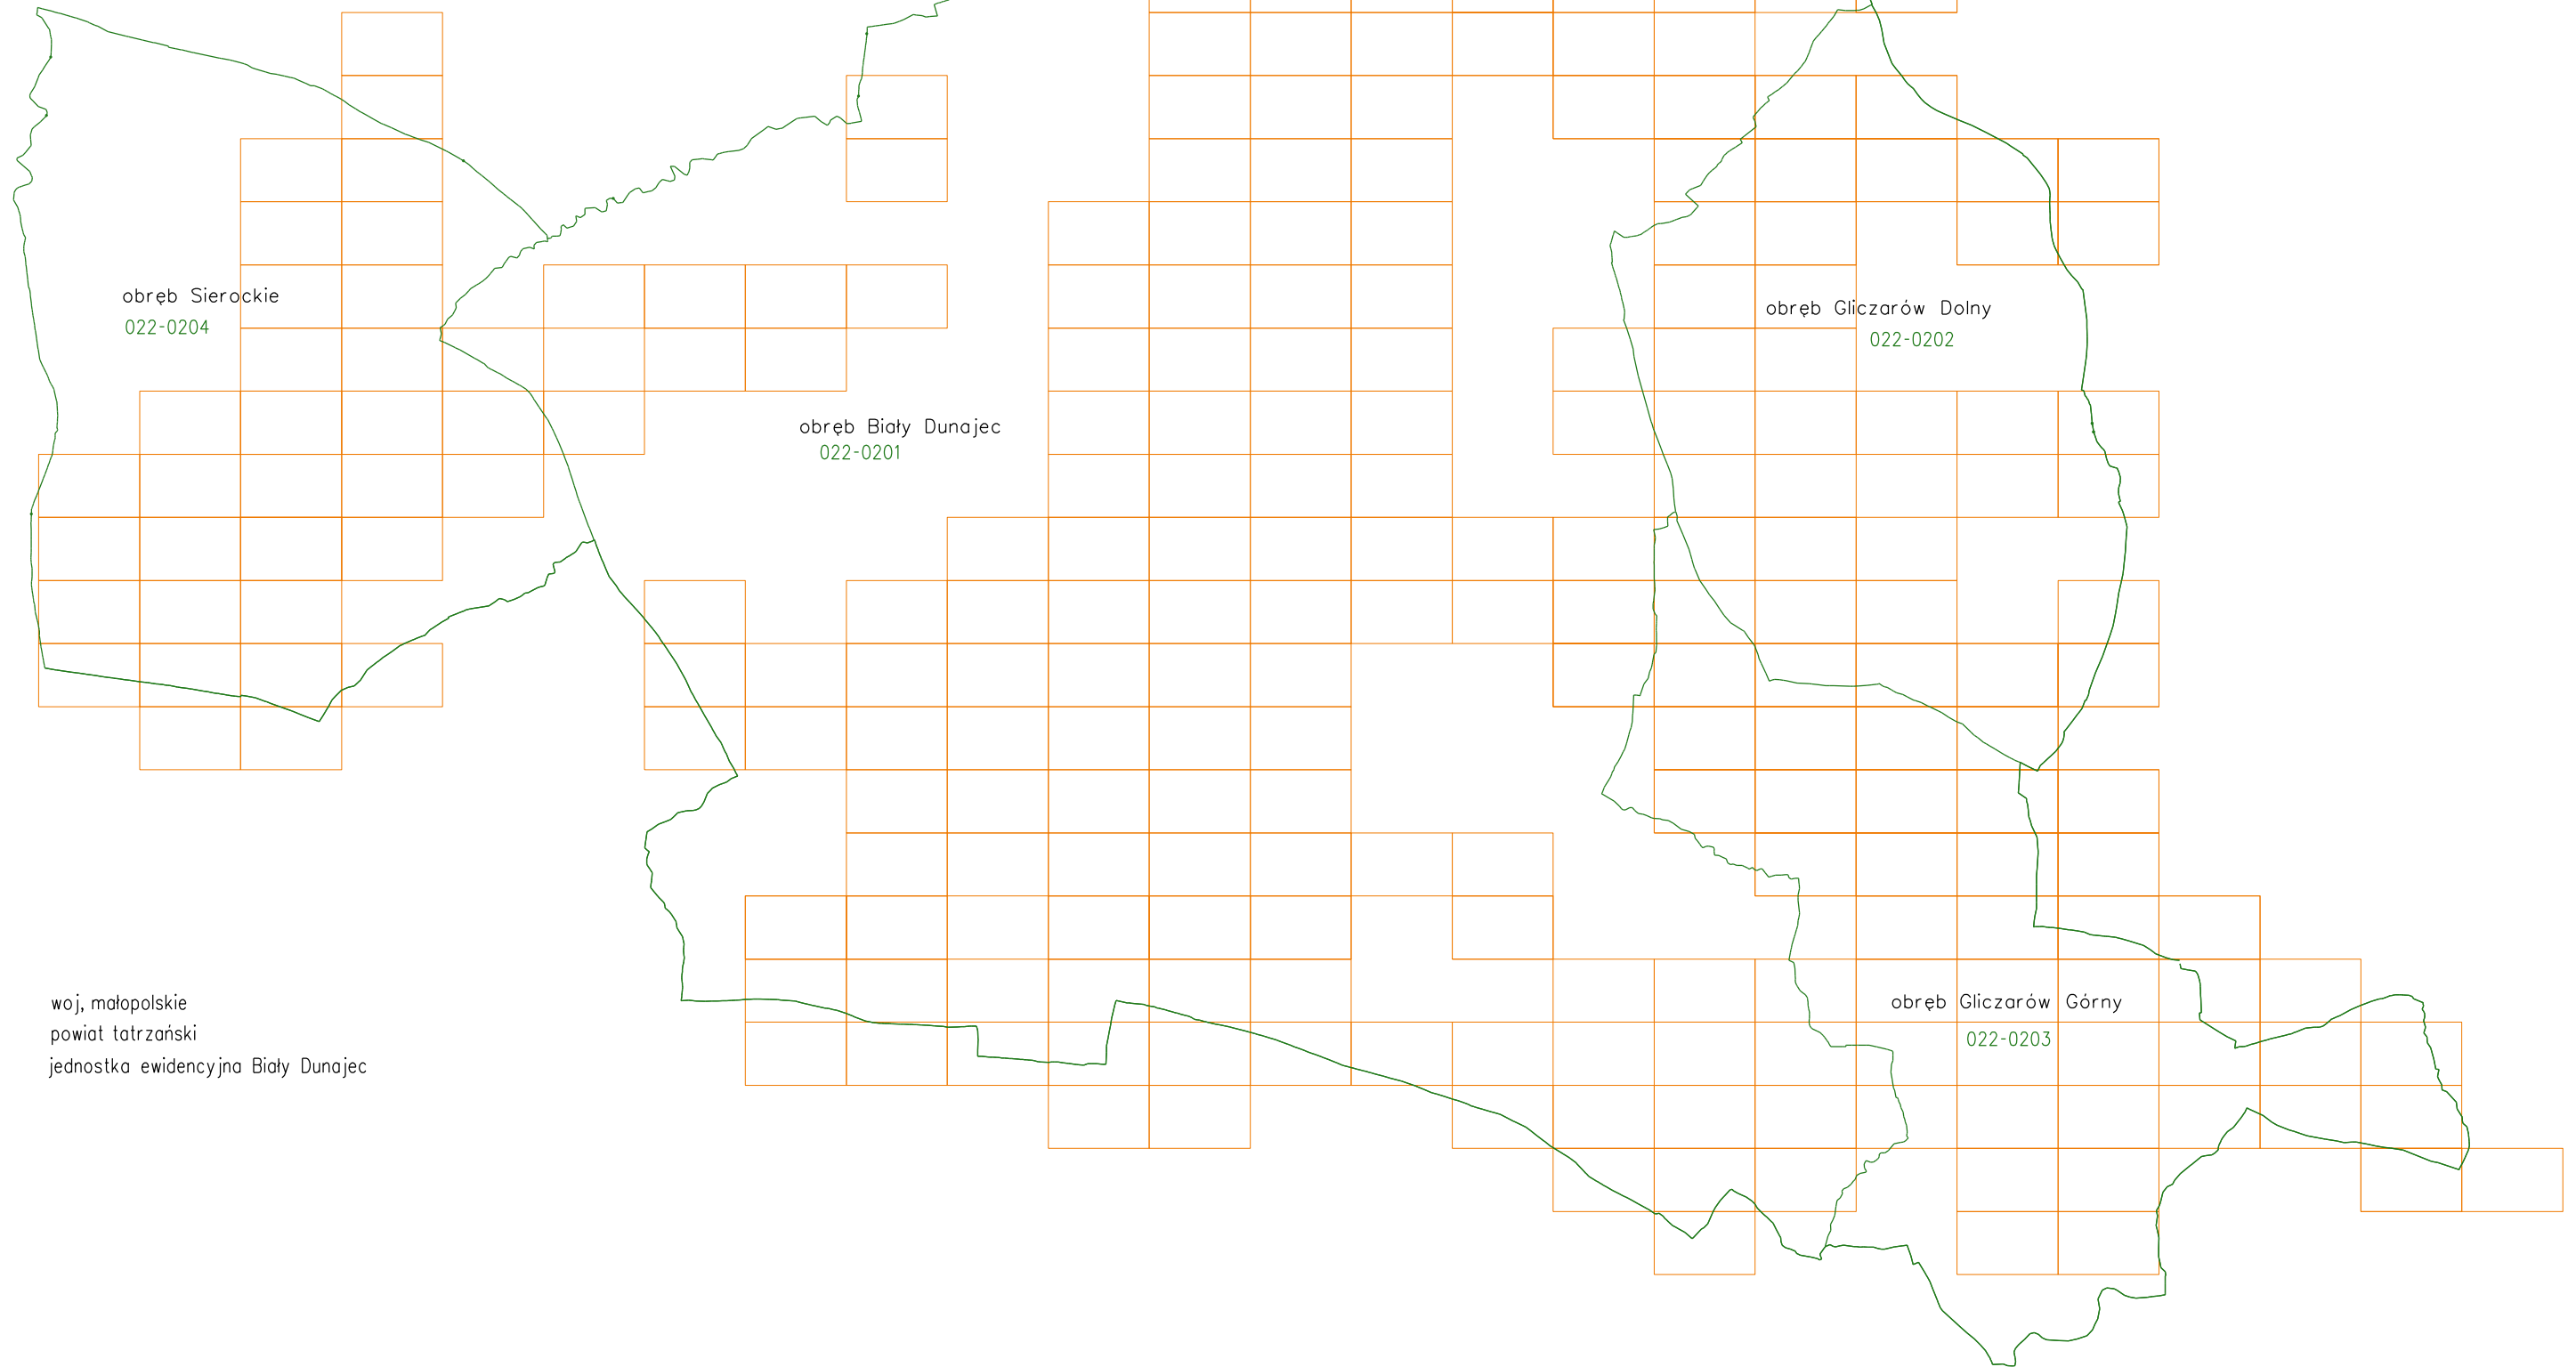 obręb Sierockie
022-0204
obręb Gliczarów Dolny
022-0202
obręb Biały Dunajec
022-0201
obręb Gliczarów Górny
022-0203
woj, małopolskie
powiat tatrzański
jednostka ewidencyjna Biały Dunajec